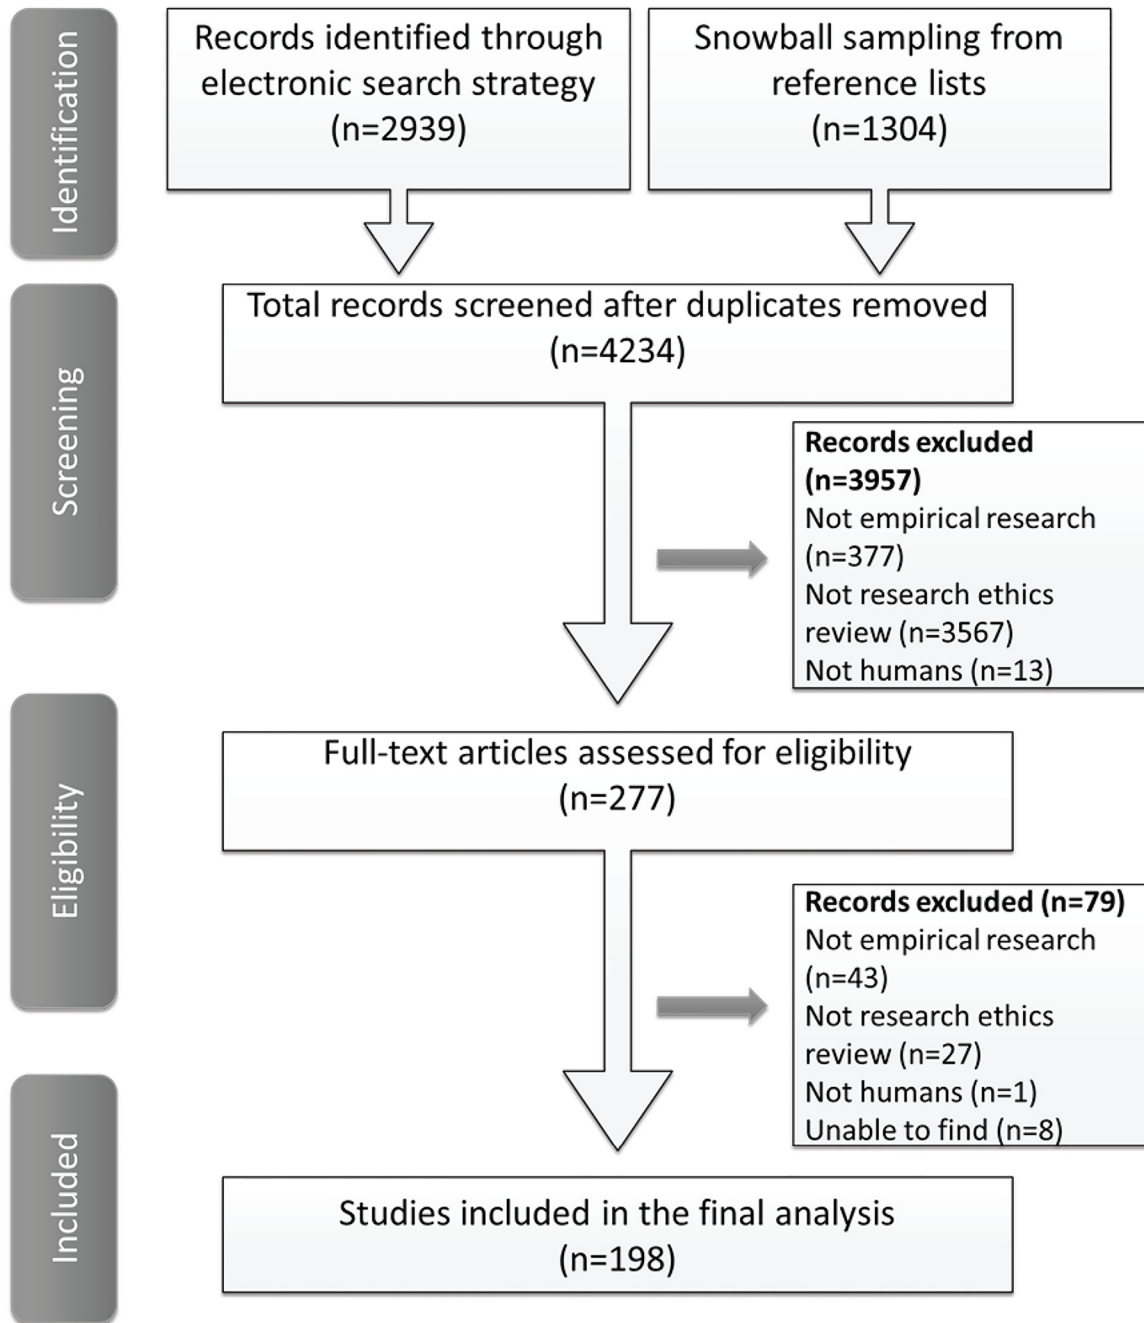 Identification
Records identified through
electronic search strategy
(n=2939)
Snowball sampling from
reference lists
(n=1304)
Screening
Total records screened after duplicates removed
(n=4234)
Records excluded
(n=3957)
Not empirical research
(n=377)
Not research ethics
review (n=3567)
Not humans (n=13)
Eligibility
Full-text articles assessed for eligibility
(n=277)
Records excluded (n=79)
Not empirical research
(n=43)
Not research ethics
review (n=27)
Not humans (n=1)
Unable to find (n=8)
Included
Studies included in the final analysis
(n=198)